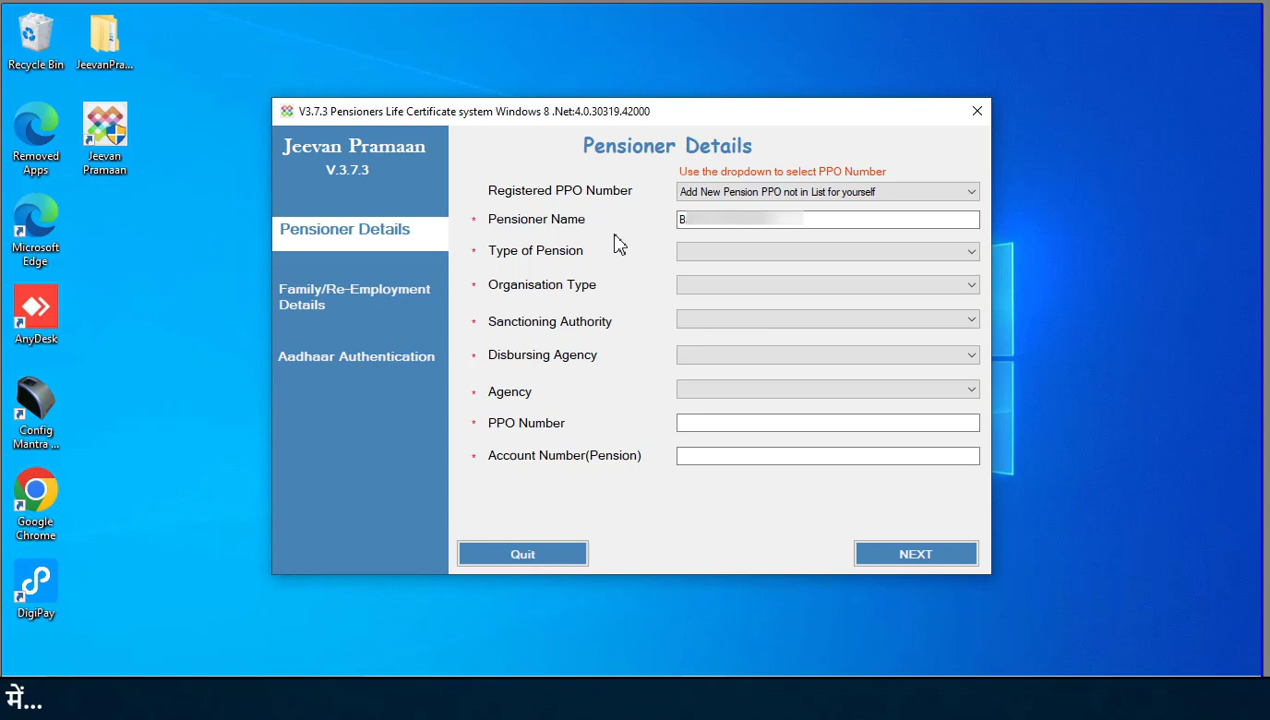 Recycle Bin
JeevanPra...
Removed
Apps
Jeevan
Pramaan
Microsoft
Edge
AnyDesk
Config
Mantra ...
Google
Chrome
DigiPay
V3.7.3 Pensioners Life Certificate system Windows 8 .Net:4.0.30319.42000
Jeevan Pramaan
V.3.7.3
Pensioner Details
Family/Re-Employment
Details
Aadhaar Authentication
Pensioner Details
Use the dropdown to select PPO Number
Registered PPO Number Add New Pension PPO not in List for yourself
* Pensioner Name B
* Type of Pension
* Organisation Type
* Sanctioning Authority
* Disbursing Agency
* Agency
* PPO Number
* Account Number(Pension)
Quit NEXT
में...